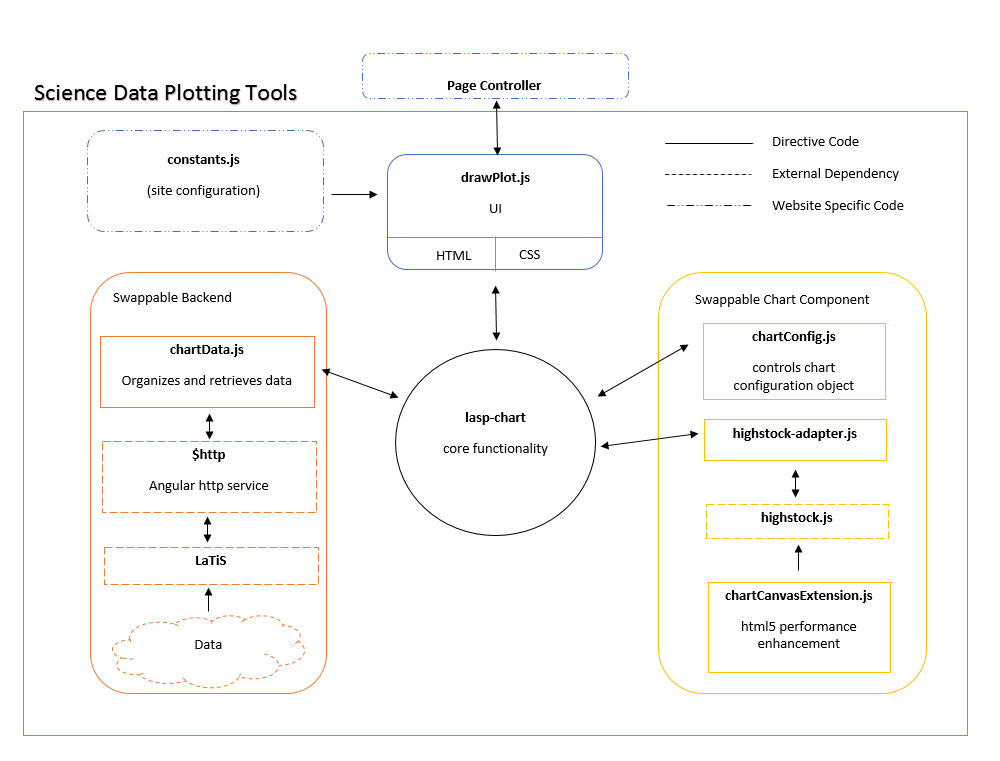 Science Data Plotting Tools
Page Controller
constants.js
(site configuration)
drawPlot.js
UI
HTML
CSS
Directive Code
External Dependency
Website Specific Code
Swappable Backend
chartData.js
Organizes and retrieves data
$http
Angular http service
LaTiS
Data
lasp-chart
core functionality
Swappable Chart Component
chartConfig.js
controls chart
configuration object
highstock-adapter.js
highstock.js
chartCanvasExtension.js
html5 performance
enhancement